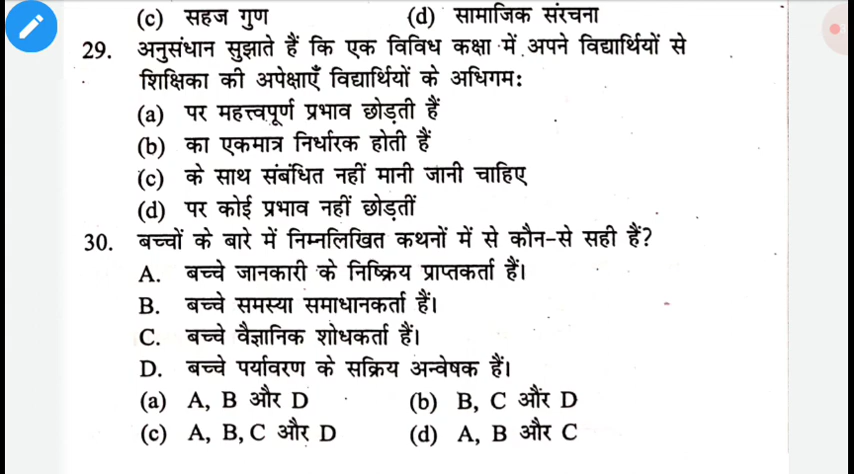 (c) सहज गुण (d) सामाजिक संरचना
29. अनुसंधान सुझाते हैं कि एक विविध कक्षा में अपने विद्यार्थियों से
शिक्षिका की अपेक्षाएँ विद्यार्थियों के अधिगम:
(a) पर महत्त्वपूर्ण प्रभाव छोड़ती हैं
(b) का एकमात्र निर्धारक होती हैं
(c) के साथ संबंधित नहीं मानी जानी चाहिए
(d) पर कोई प्रभाव नहीं छोड़तीं
30. बच्चों के बारे में निम्नलिखित कथनों में से कौन-से सही हैं?
A. बच्चे जानकारी के निष्क्रिय प्राप्तकर्ता हैं।
B. बच्चे समस्या समाधानकर्ता हैं।
C. बच्चे वैज्ञानिक शोधकर्ता हैं।
D. बच्चे पर्यावरण के सक्रिय अन्वेषक हैं।
(a) A, B और D (b) B, C और D
(c) A, B, C और D (d) A, B और C